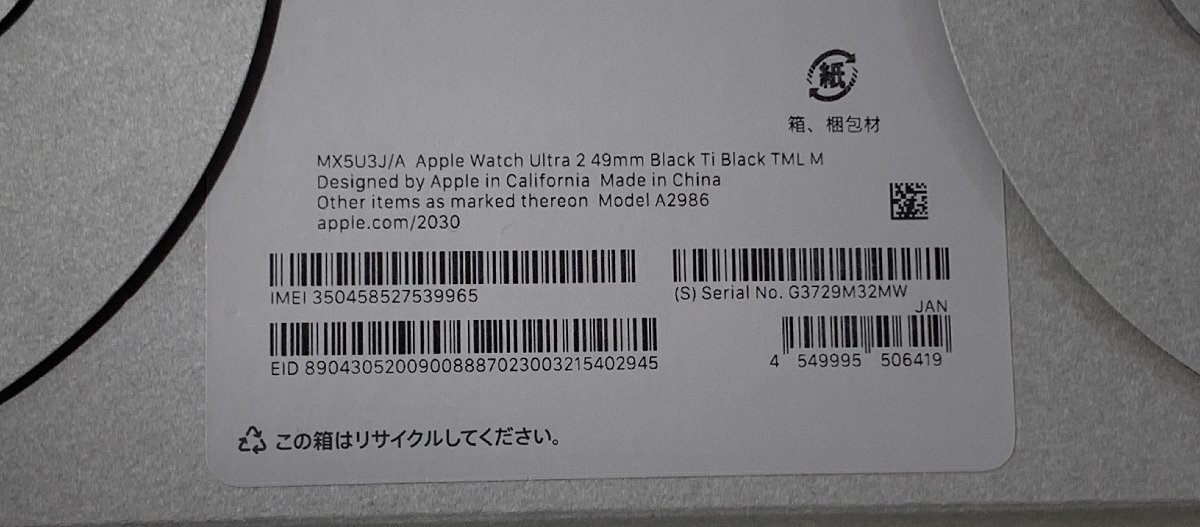 紙
箱、梱包材
MX5U3J/A Apple Watch Ultra 2 49mm Black Ti Black TML M
Designed by Apple in California Made in China
Other items as marked thereon Model A2986
apple.com/2030
IMEI 350458527539965
(S) Serial No. G3729M32MW
JAN
EID 89043052009008887023003215402945
4 549995 506419
この箱はリサイクルしてください。